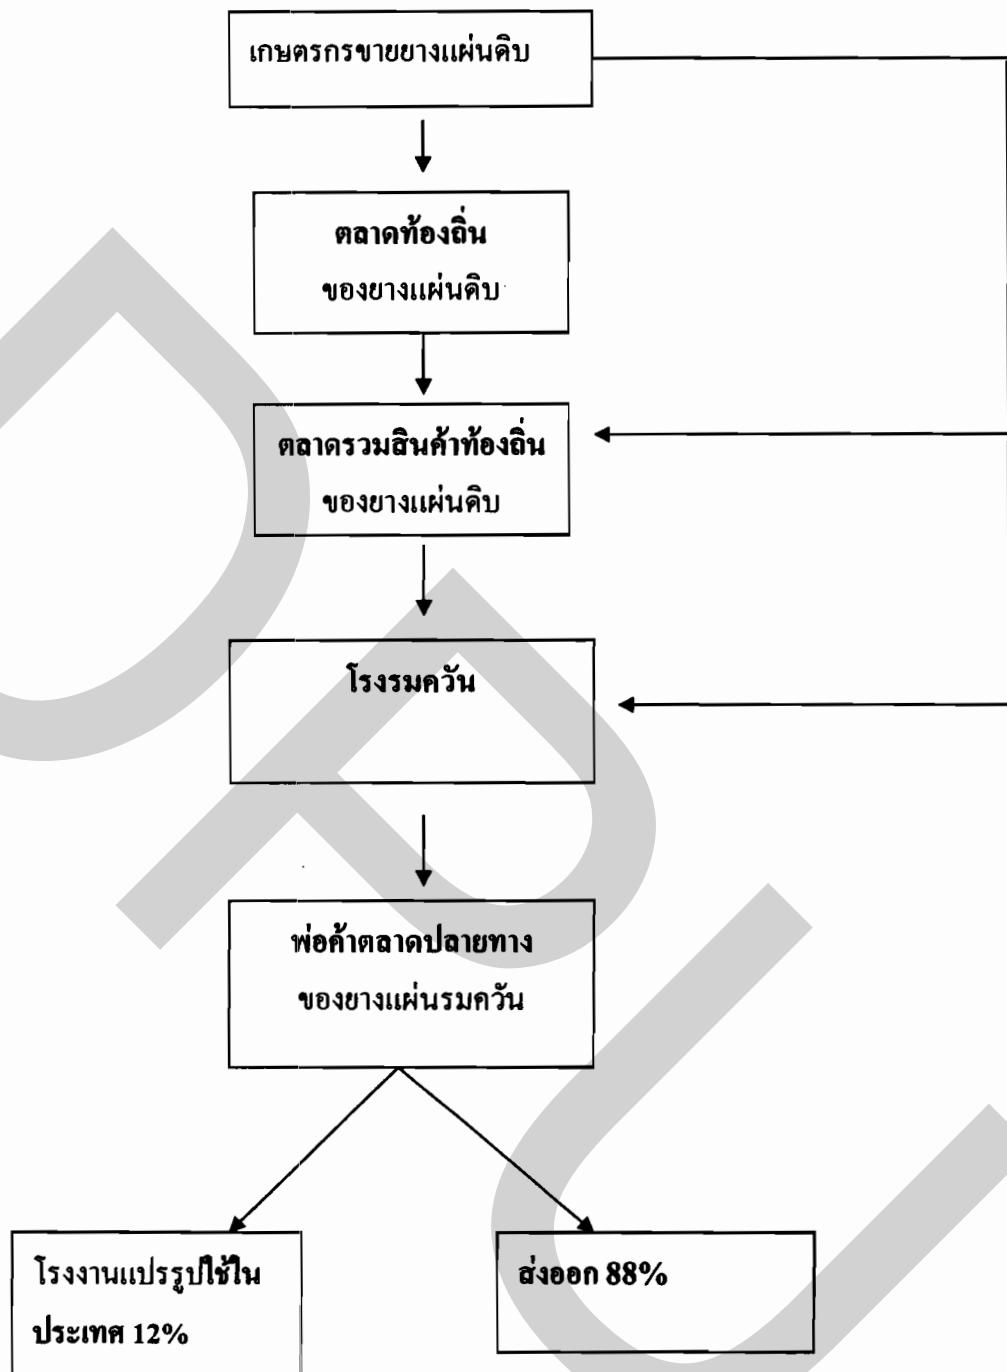 เกษตรกรขายยางแผ่นดิบ
ตลาดท้องถิ่น
ของยางแผ่นดิบ
ตลาดรวมสินค้าท้องถิ่น
ของยางแผ่นดิบ
โรงรมควัน
พ่อค้าตลาดปลายทาง
ของยางแผ่นรมควัน
โรงงานแปรรูปใช้ใน
ประเทศ 12%
ส่งออก 88%
DPU